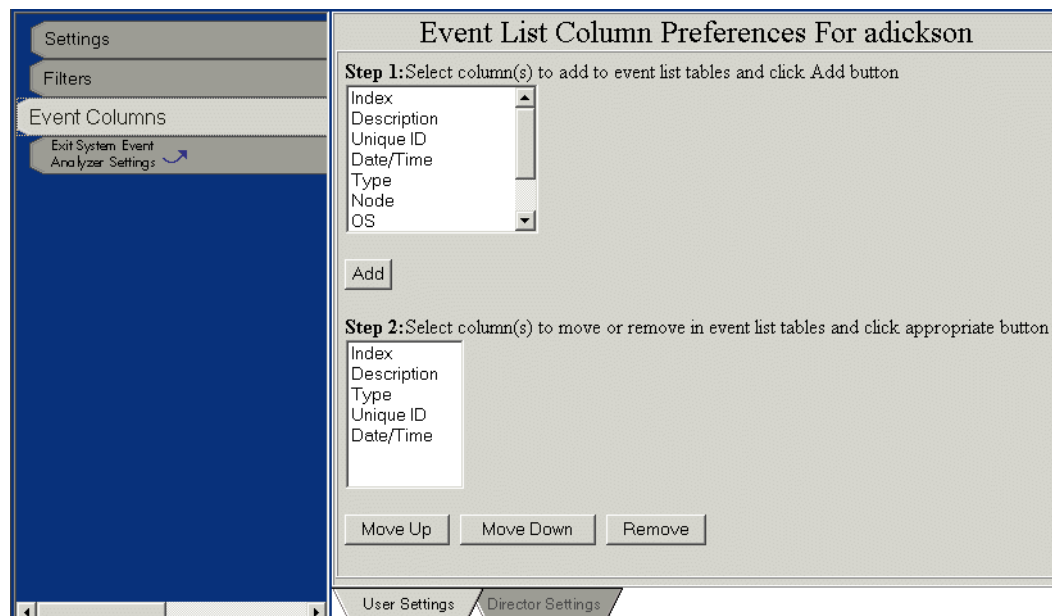 Settings
Filters
Event Columns
Exit System Event
Analyzer Settings
Event List Column Preferences For adickson
Step 1:Select column(s) to add to event list tables and click Add button
Index
Description
Unique ID
Date/Time
Type
Node
OS
Add
Step 2:Select column(s) to move or remove in event list tables and click appropriate button
Index
Description
Type
Unique ID
Date/Time
Move Up
Move Down
Remove
User Settings
Director Settings